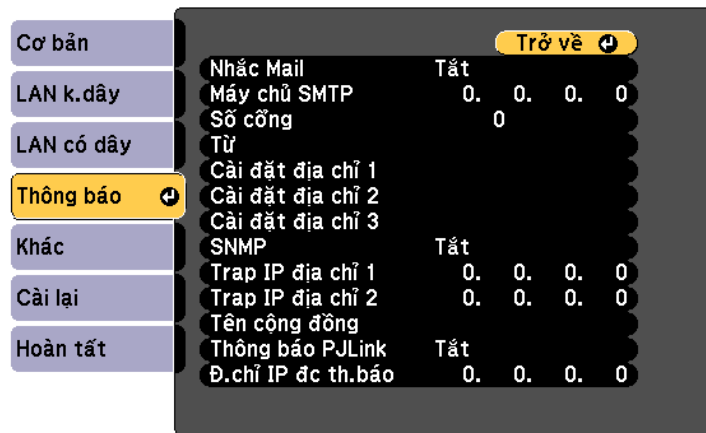 Cơ bản
LAN k.dây
LAN có dây
Thông báo
Khác
Cài lại
Hoàn tất
Trở về
Nhắc Mail Tắt
Máy chủ SMTP 0. 0. 0. 0
Số cổng 0
Từ
Cài đặt địa chỉ 1
Cài đặt địa chỉ 2
Cài đặt địa chỉ 3
SNMP Tắt
Trap IP địa chỉ 1 0. 0. 0. 0
Trap IP địa chỉ 2 0. 0. 0. 0
Tên cộng đồng
Thông báo PJLink Tắt
Đ.chỉ IP đc th.báo 0. 0. 0. 0